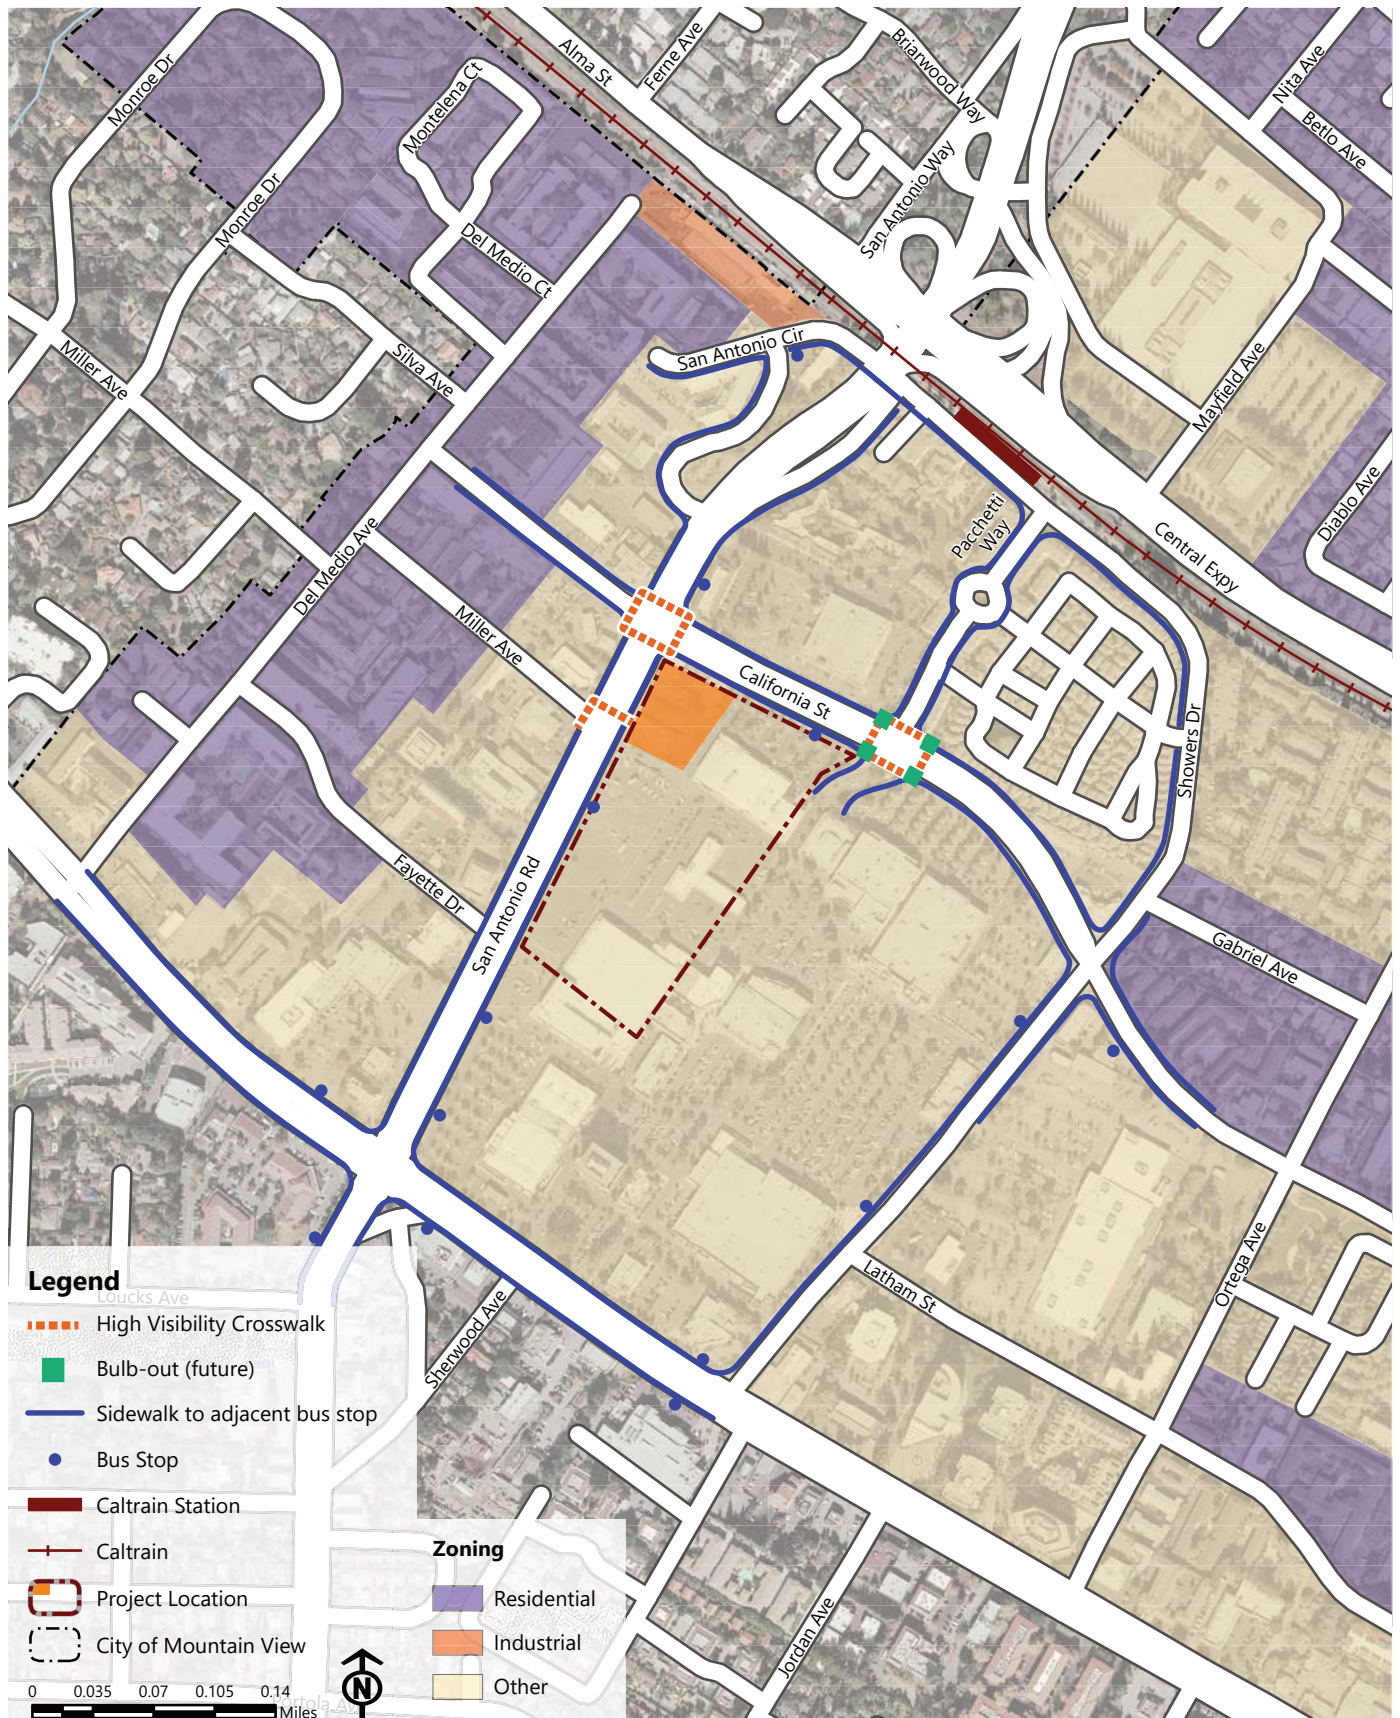 Alma St
Ferne Ave
Briarwood Way
Nita Ave
Betlo Ave
Monroe Dr
Montelena Ct
San Antonio Way
Monroe Dr
Del Medio Ct
San Antonio Cir
Miller Ave
Silva Ave
Mayfield Ave
Diablo Ave
Pacchetti
Way
Central Expy
Del Medio Ave
Miller Ave
California St
Showers Dr
Fayette Dr
San Antonio Rd
Gabriel Ave
Latham St
Ortega Ave
Sherwood Ave
Jordan Ave
Legend
Loucks Ave
High Visibility Crosswalk
Bulb-out (future)
Sidewalk to adjacent bus stop
Bus Stop
Caltrain Station
Caltrain
Project Location
City of Mountain View
0 0.035 0.07 0.105 0.14
Miles
Portola Av
N
Zoning
Residential
Industrial
Other